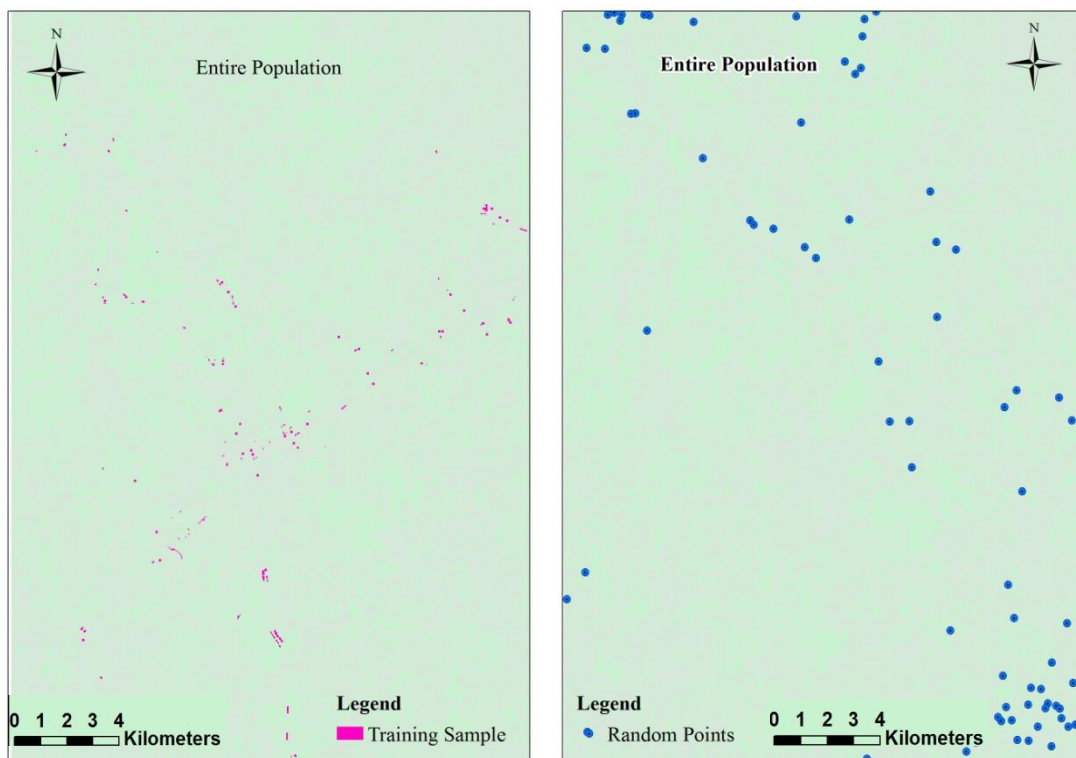 N
Entire Population
Legend
Training Sample
0 1 2 3 4
Kilometers
Entire Population
N
Legend
Random Points
0 1 2 3 4
Kilometers